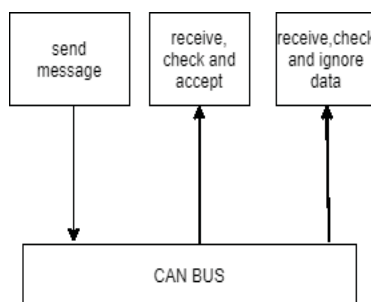 send
message
receive,
check and
accept
receive,check
and ignore
data
CAN BUS